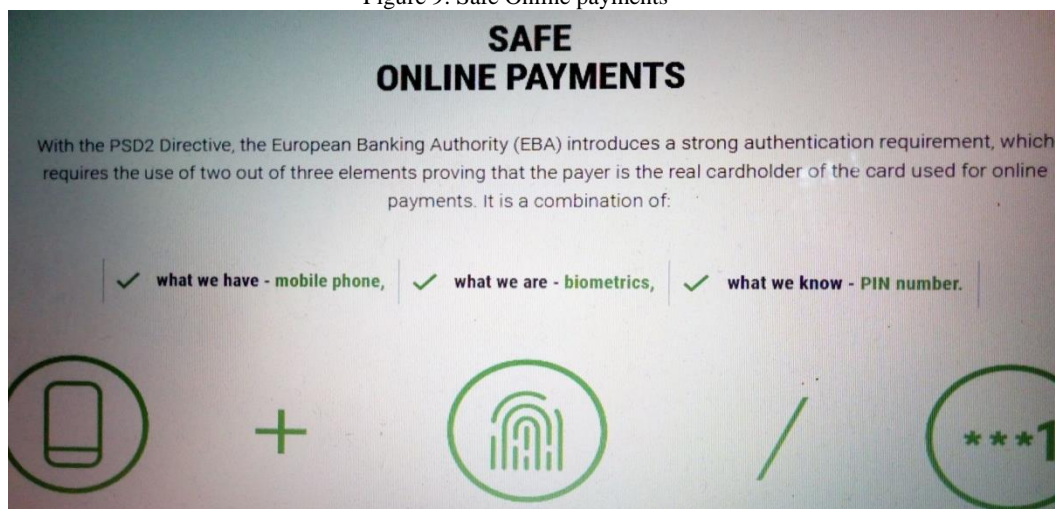 Figure 9. Safe Online payments
SAFE
ONLINE PAYMENTS
With the PSD2 Directive, the European Banking Authority (EBA) introduces a strong authentication requirement, which
requires the use of two out of three elements proving that the payer is the real cardholder of the card used for online
payments. It is a combination of:
what we have - mobile phone, what we are - biometrics, what we know - PIN number.
***1